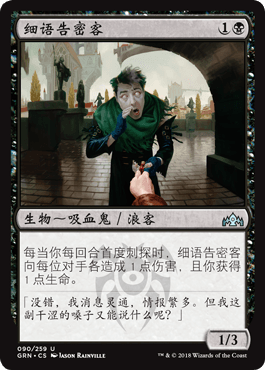 细语告密客 1
生物～吸血鬼／浪客
每当你每回合首度刺探时，细语告密客
向每位对手各造成1点伤害，且你获得
1点生命。
「没错，我消息灵通，情报繁多。但我这
副干涩的嗓子又能说什么呢？」
1/3
090/259 U
GRN • CS JASON RAINVILLE
™ & © 2018 Wizards of the Coast